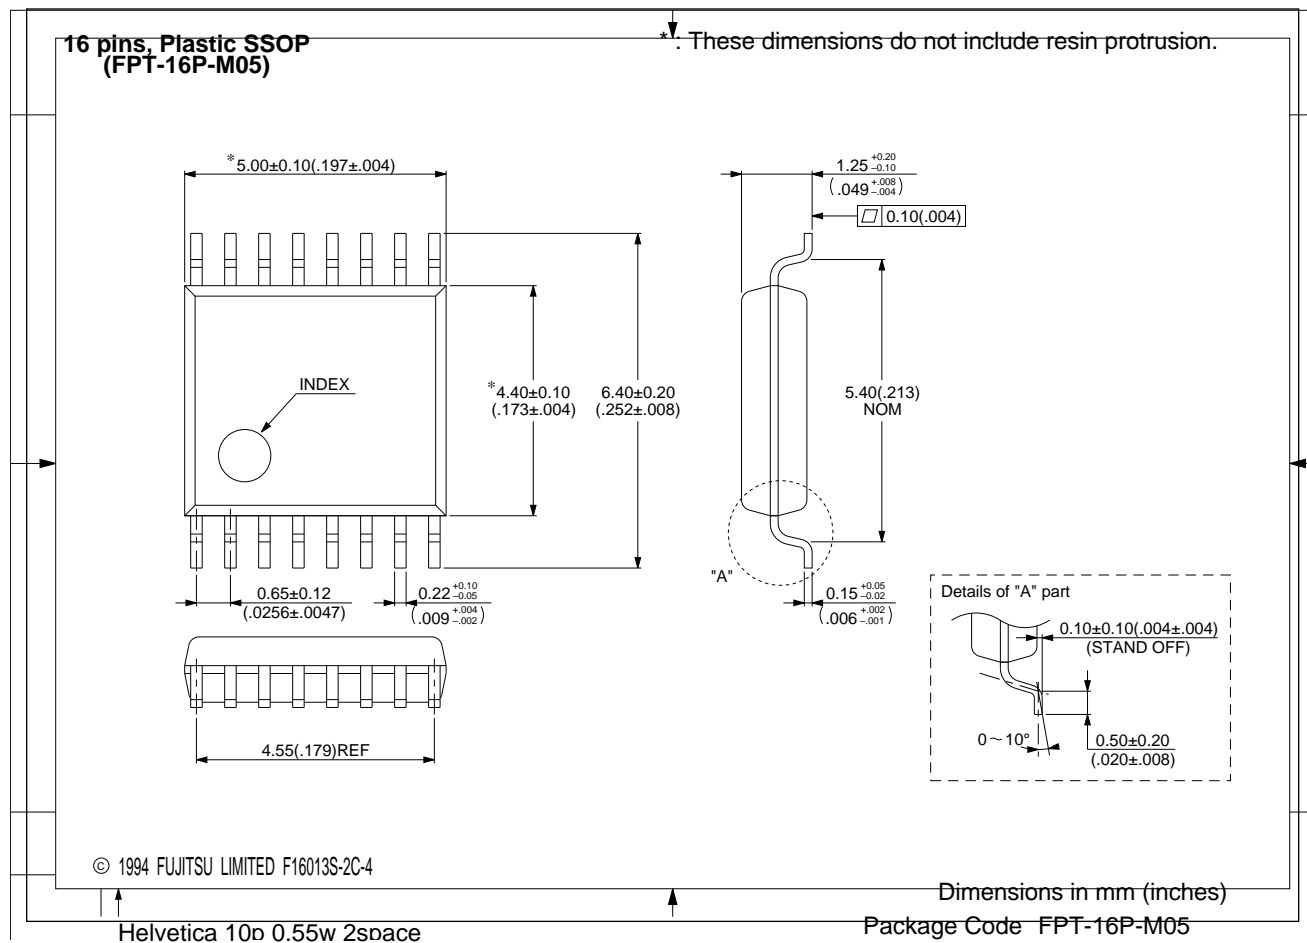 16 pins, Plastic SSOP
(FPT-16P-M05)
* : These dimensions do not include resin protrusion.
*5.00±0.10(.197±.004)
1.25 +0.20 −0.10
(.049 +.008 −.004)
0.10(.004)
INDEX
*4.40±0.10
(.173±.004)
6.40±0.20
(.252±.008)
5.40(.213)
NOM
"A"
0.65±0.12
(.0256±.0047)
0.22 +0.10 −0.05
(.009 +.004 −.002)
0.15 +0.05 −0.02
(.006 +.002 −.001)
Details of "A" part
0.10±0.10(.004±.004)
(STAND OFF)
0～10°
0.50±0.20
(.020±.008)
4.55(.179)REF
© 1994 FUJITSU LIMITED F16013S-2C-4
Dimensions in mm (inches)
Helvetica 10p 0.55w 2space
Package Code FPT-16P-M05